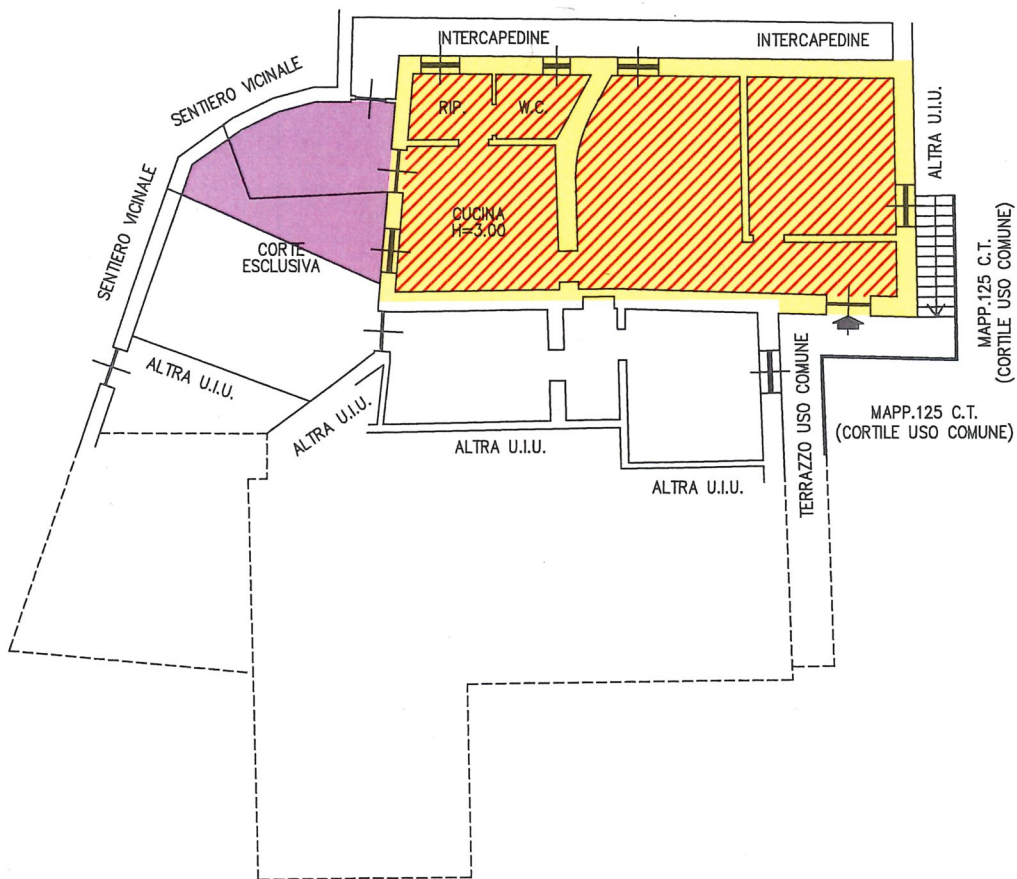 INTERCAPEDINE
INTERCAPEDINE
SENTIERO VICINALE
RIP.
W.C.
ALTRA U.I.U.
SENTIERO VICINALE
CUCINA
H=3.00
CORTE
ESCLUSIVA
MAPP.125 C.T.
(CORTILE USO COMUNE)
ALTRA U.I.U.
ALTRA U.I.U.
ALTRA U.I.U.
ALTRA U.I.U.
TERRAZZO USO COMUNE
MAPP.125 C.T.
(CORTILE USO COMUNE)